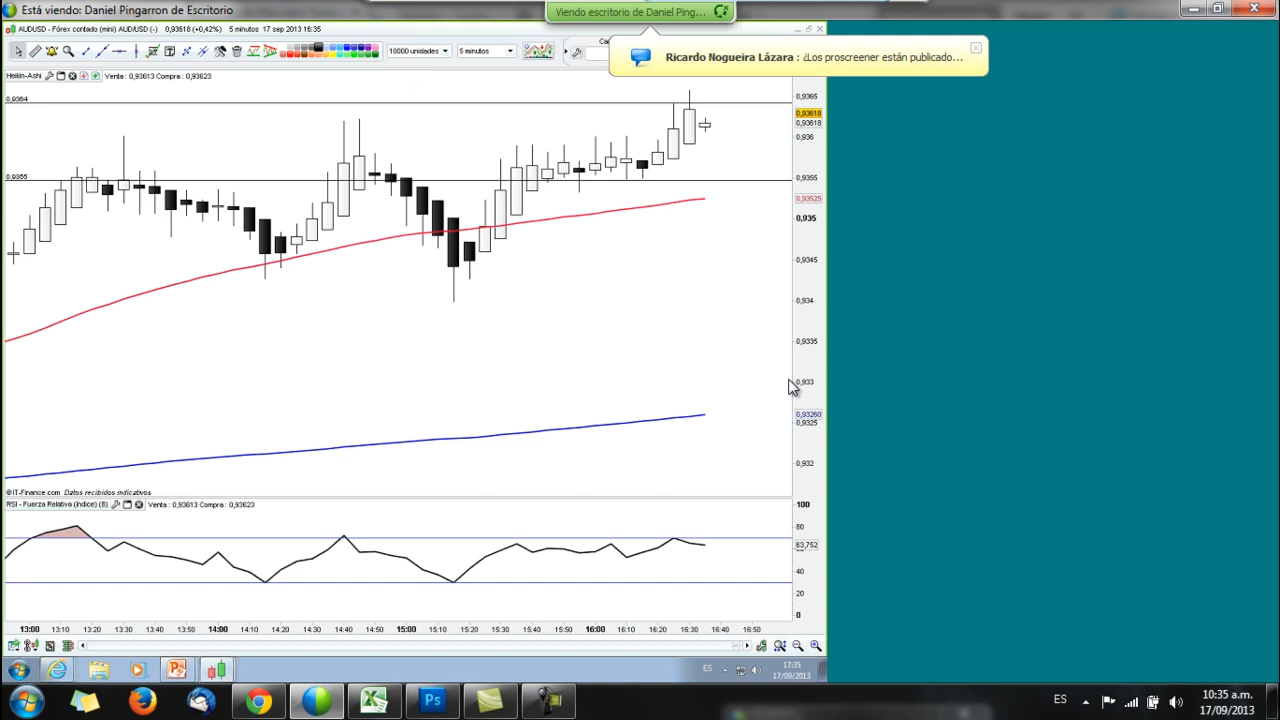 Está viendo: Daniel Pingarron de Escritorio
Viendo escritorio de Daniel Ping...
AUDUSD - Fórex contado (mini) AUD/USD (-) 0,93618 (+0,42%) 5 minutos 17 sep 2013 16:35
10000 unidades
5 minutos
Ricardo Nogueira Lázara : ¿Los proscreener están publicado...
Heikin-Ashi
Venta : 0,93613 Compra : 0,93623
0,9364
0,9355
0,9365
0,93618
0,93618
0,936
0,9355
0,93525
0,935
0,9345
0,934
0,9335
0,933
0,93260
0,9325
0,932
©IT-Finance.com Datos recibidos indicativos
RSI - Fuerza Relativa (índice) (8)
Venta : 0,93613 Compra : 0,93623
100
80
63,752
40
20
0
13:00 13:10 13:20 13:30 13:40 13:50 14:00 14:10 14:20 14:30 14:40 14:50 15:00 15:10 15:20 15:30 15:40 15:50 16:00 16:10 16:20 16:30 16:40 16:50
ES
17:35
17/09/2013
ES
10:35 a.m.
17/09/2013